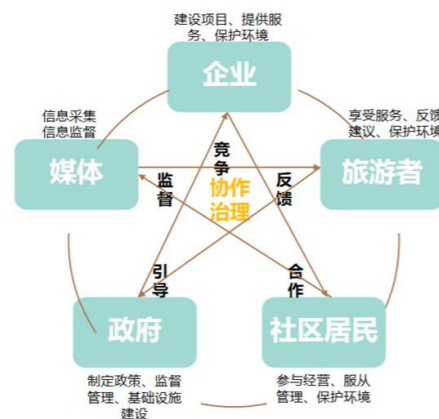 建设项目、提供服
务、保护环境
企业
信息采集
信息监督
享受服务、反馈
建议、保护环境
媒体
竞争
监督
协作
治理
反馈
旅游者
引导
合作
政府
社区居民
制定政策、监督
管理、基础设施
建设
参与经营、服从
管理、保护环境